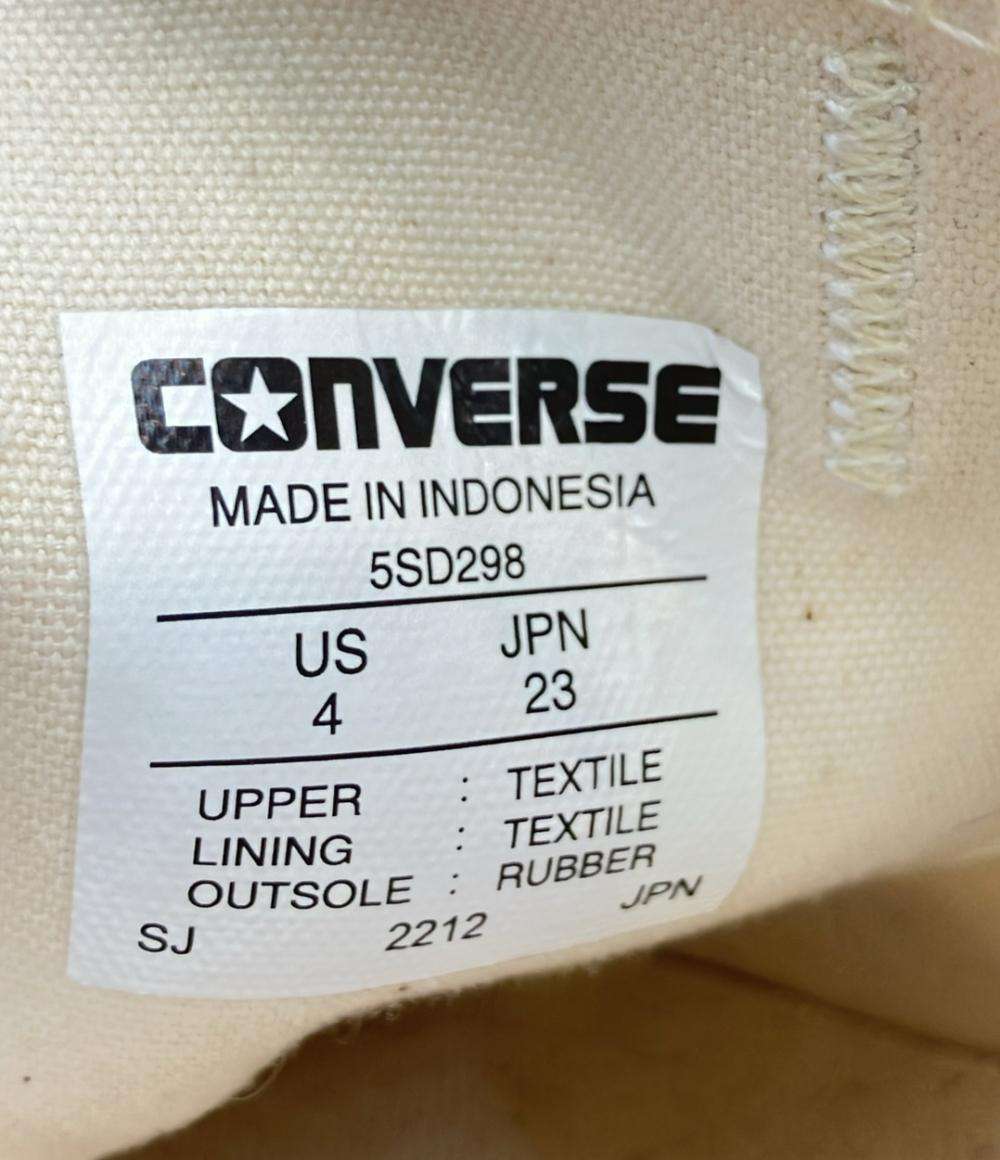 CONVERSE
MADE IN INDONESIA
5SD298
US JPN
4 23
UPPER : TEXTILE
LINING : TEXTILE
OUTSOLE : RUBBER
SJ 2212 JPN